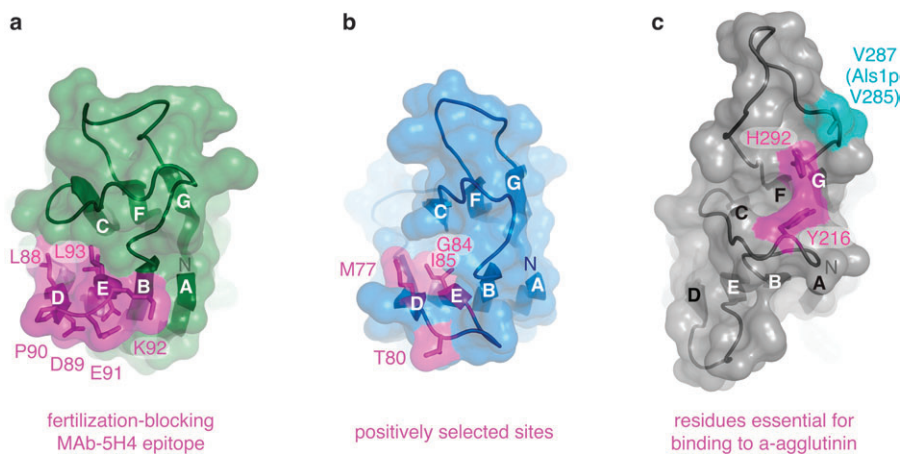 a
C
F
G
L88
L93
N
D
E
B
A
P90
D89
E91
K92
fertilization-blocking
MAb-5H4 epitope
b
C
F
G
G84
I85
M77
N
D
E
B
A
T80
positively selected sites
c
V287
(Als1p
V285)
H292
G
F
C
Y216
N
D
E
B
A
residues essential for
binding to a-agglutinin